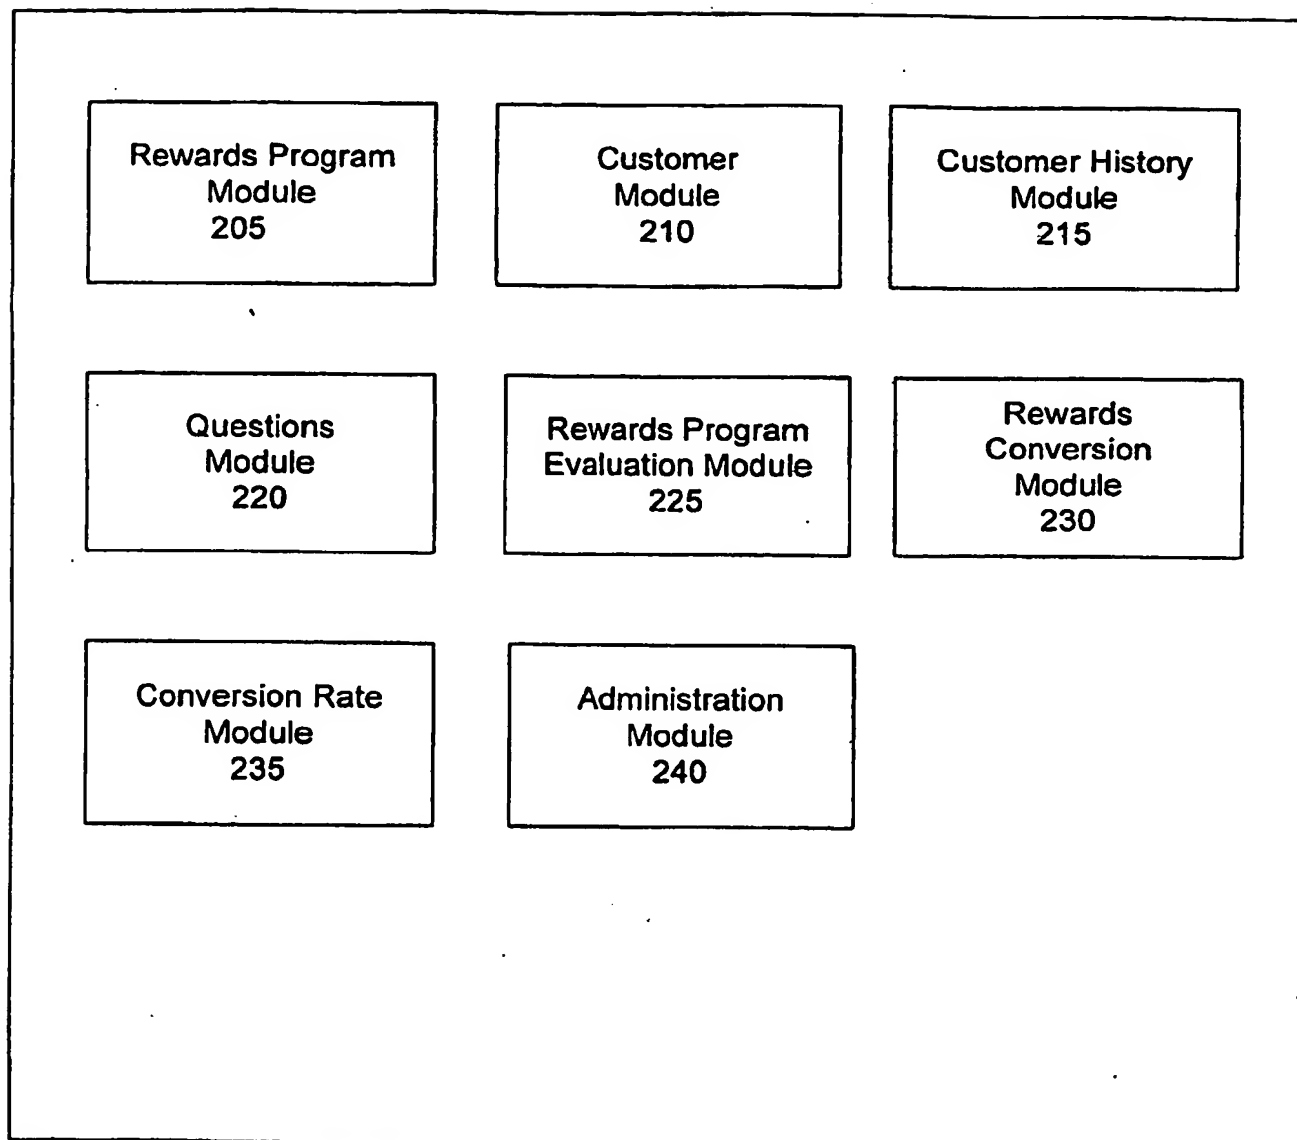 Rewards Program
Module
205
Customer
Module
210
Customer History
Module
215
Questions
Module
220
Rewards Program
Evaluation Module
225
Rewards
Conversion
Module
230
Conversion Rate
Module
235
Administration
Module
240